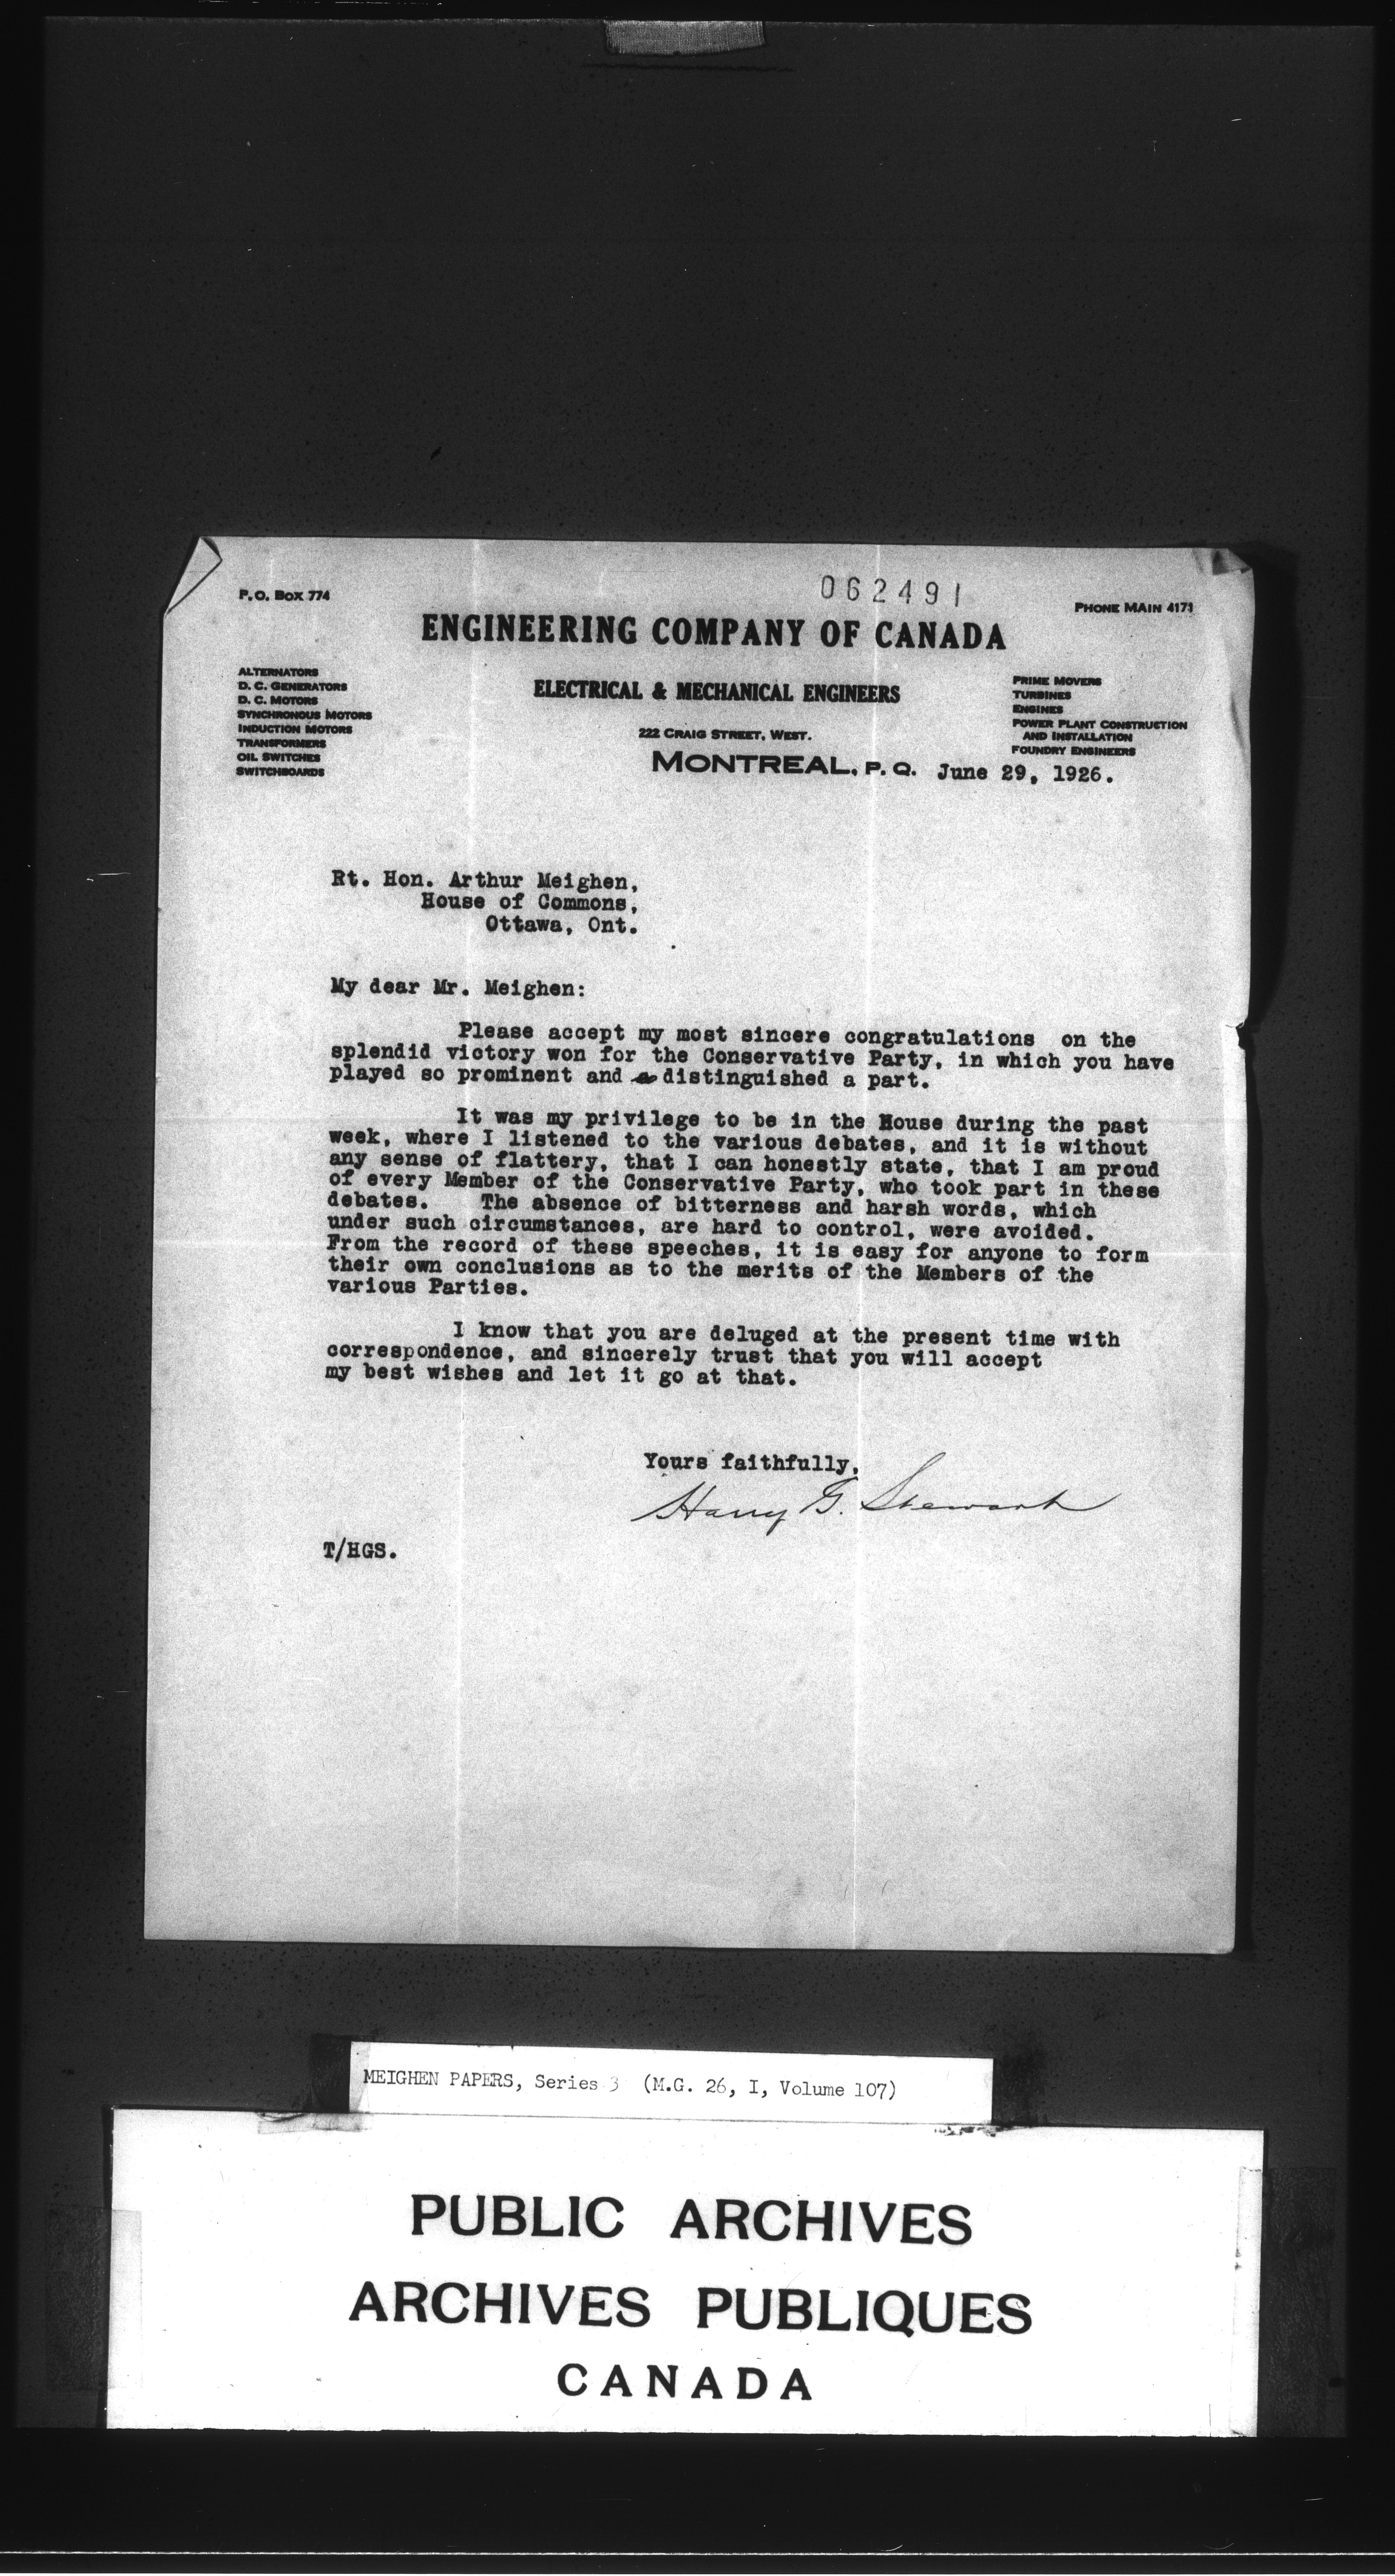 062491
P.O. BOX 774
PHONE MAIN 4171
ENGINEERING COMPANY OF CANADA
ALTERNATORS
D. C. GENERATORS
D. C. MOTORS
SYNCHRONOUS MOTORS
INDUCTION MOTORS
TRANSFORMERS
OIL SWITCHES
SWITCHBOARDS
ELECTRICAL & MECHANICAL ENGINEERS
222 CRAIG STREET, WEST.
PRIME MOVERS
TURBINES
ENGINES
POWER PLANT CONSTRUCTION
AND INSTALLATION
FOUNDRY ENGINEERS
MONTREAL, P. Q. June 29, 1926.
Rt. Hon. Arthur Meighen,
House of Commons,
Ottawa, Ont.
My dear Mr. Meighen:
Please accept my most sincere congratulations on the
splendid victory won for the Conservative Party, in which you have
played so prominent and distinguished a part.
It was my privilege to be in the House during the past
week, where I listened to the various debates, and it is without
any sense of flattery, that I can honestly state, that I am proud
of every Member of the Conservative Party, who took part in these
debates. The absence of bitterness and harsh words, which
under such circumstances, are hard to control, were avoided.
From the record of these speeches, it is easy for anyone to form
their own conclusions as to the merits of the Members of the
various Parties.
I know that you are deluged at the present time with
correspondence, and sincerely trust that you will accept
my best wishes and let it go at that.
Yours faithfully,
Harry G. Stewart
T/HGS.
MEIGHEN PAPERS, Series 3 (M.G. 26, I, Volume 107)
PUBLIC ARCHIVES
ARCHIVES PUBLIQUES
CANADA